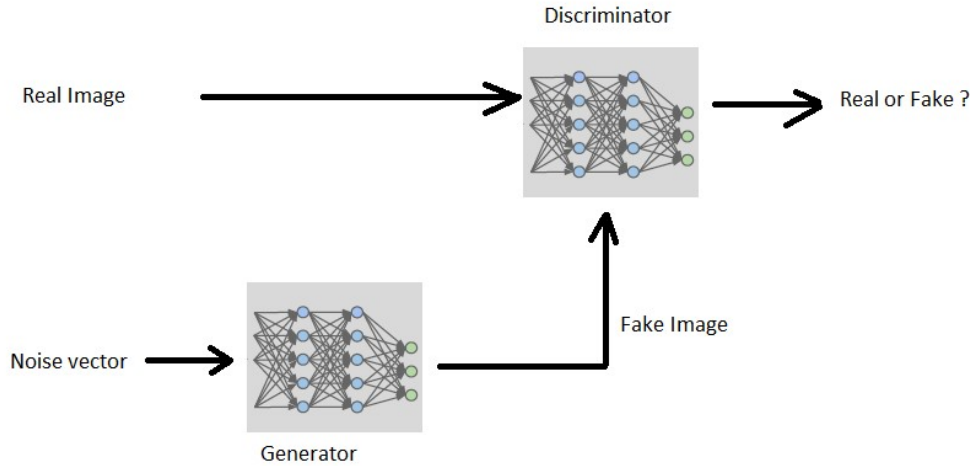 Discriminator
Real Image
Real or Fake ?
Fake Image
Noise vector
Generator